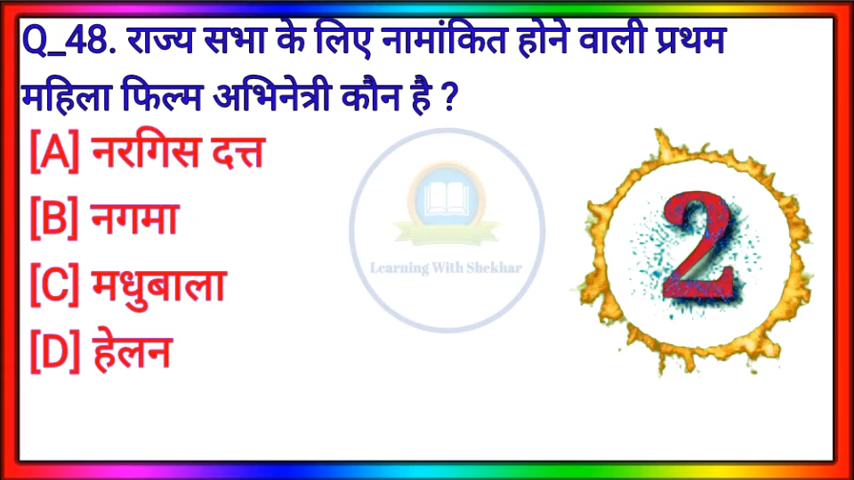 Q_48. राज्य सभा के लिए नामांकित होने वाली प्रथम
महिला फिल्म अभिनेत्री कौन है ?
[A] नरगिस दत्त
[B] नगमा
[C] मधुबाला
[D] हेलन
Learning With Shekhar
2